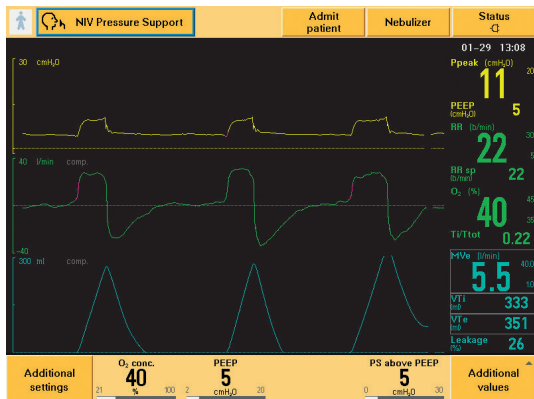 NIV Pressure Support
Admit patient
Nebulizer
Status
01-29 13:08
30 cmH₂O
Ppeak (cmH₂O)
11
20
PEEP (cmH₂O) 5
RR (b/min)
22
30
RR sp (b/min) 22
40 l/min comp.
-40
O₂ (%)
40
45
35
Ti/Ttot 0.22
300 ml comp.
MVe (l/min)
5.5
40.0
1.0
VTi (ml) 333
VTe (ml) 351
Leakage (%) 26
Additional settings
O₂ conc.
40
21 % 100
PEEP
5
2 cmH₂O 20
PS above PEEP
5
0 cmH₂O 30
Additional values